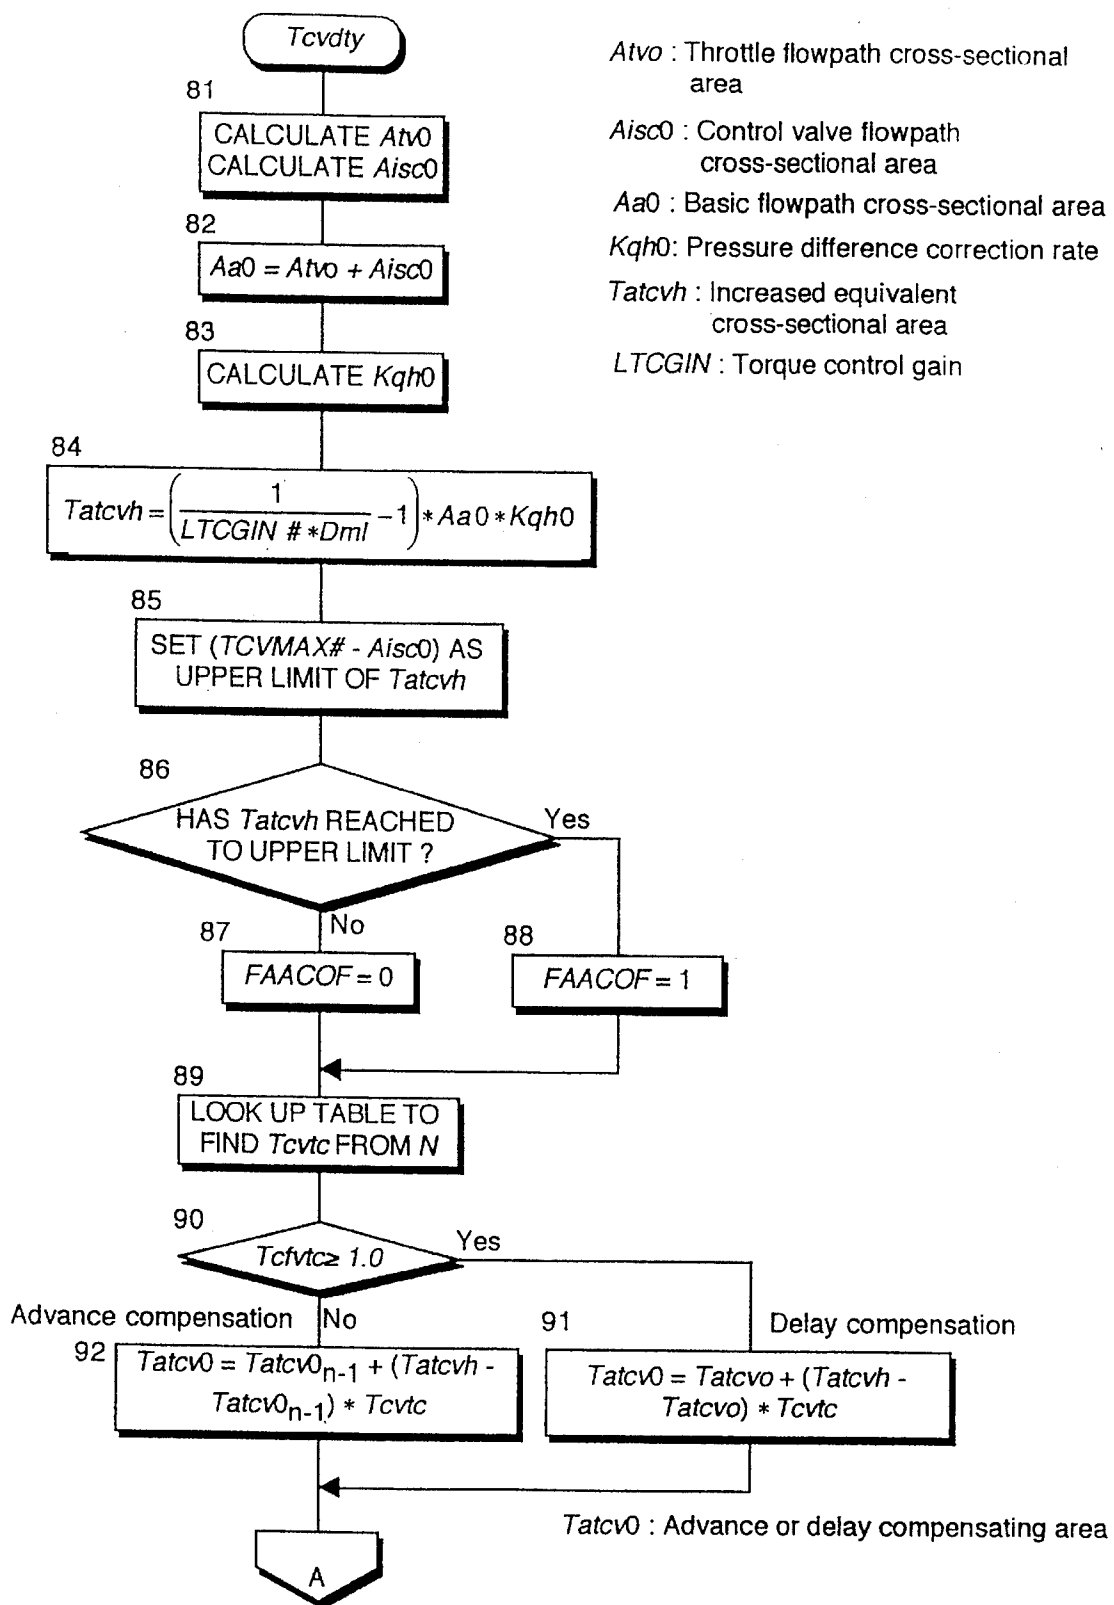 Tcvdty
Atvo : Throttle flowpath cross-sectional
area
Aisc0 : Control valve flowpath
cross-sectional area
Aa0 : Basic flowpath cross-sectional area
Kqh0: Pressure difference correction rate
Tatcvh : Increased equivalent
cross-sectional area
LTCGIN : Torque control gain
81
CALCULATE Atv0
CALCULATE Aisc0
82
Aa0 = Atvo + Aisc0
83
CALCULATE Kqh0
84
Tatcvh = ( 1 / LTCGIN # *Dml - 1 ) * Aa0 * Kqh0
85
SET (TCVMAX# - Aisc0) AS
UPPER LIMIT OF Tatcvh
86
HAS Tatcvh REACHED
TO UPPER LIMIT ?
Yes
No
87
FAACOF = 0
88
FAACOF = 1
89
LOOK UP TABLE TO
FIND Tcvtc FROM N
90
Tcfvtc≥ 1.0
Yes
Advance compensation
No
92
Tatcv0 = Tatcv0n-1 + (Tatcvh -
Tatcv0n-1) * Tcvtc
91
Delay compensation
Tatcv0 = Tatcvo + (Tatcvh -
Tatcvo) * Tcvtc
Tatcv0 : Advance or delay compensating area
A